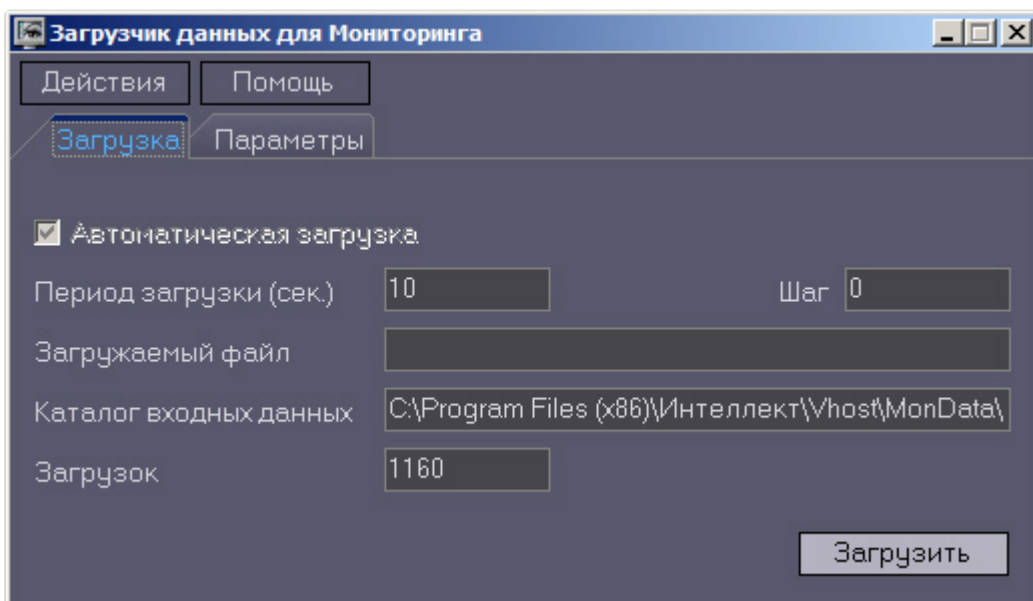 Загрузчик данных для Мониторинга
Действия Помощь
Загрузка Параметры
Автоматическая загрузка
Период загрузки (сек.) 10 Шаг 0
Загружаемый файл
Каталог входных данных C:\Program Files (x86)\Интеллект\Vhost\MonData\
Загрузок 1160
Загрузить